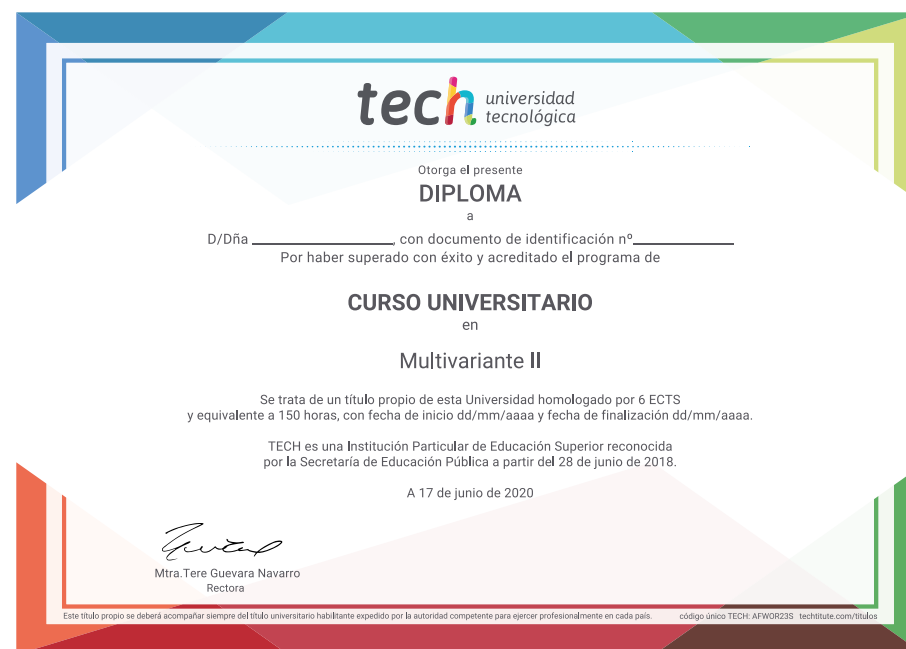 tech universidad
tecnológica
Otorga el presente
DIPLOMA
a
D/Dña ____________, con documento de identificación nº____________
Por haber superado con éxito y acreditado el programa de
CURSO UNIVERSITARIO
en
Multivariante II
Se trata de un título propio de esta Universidad homologado por 6 ECTS
y equivalente a 150 horas, con fecha de inicio dd/mm/aaaa y fecha de finalización dd/mm/aaaa.
TECH es una Institución Particular de Educación Superior reconocida
por la Secretaría de Educación Pública a partir del 28 de junio de 2018.
A 17 de junio de 2020
Mtra.Tere Guevara Navarro
Rectora
Este título propio se deberá acompañar siempre del título universitario habilitante expedido por la autoridad competente para ejercer profesionalmente en cada país. código único TECH: AFWOR23S techtitute.com/titulos